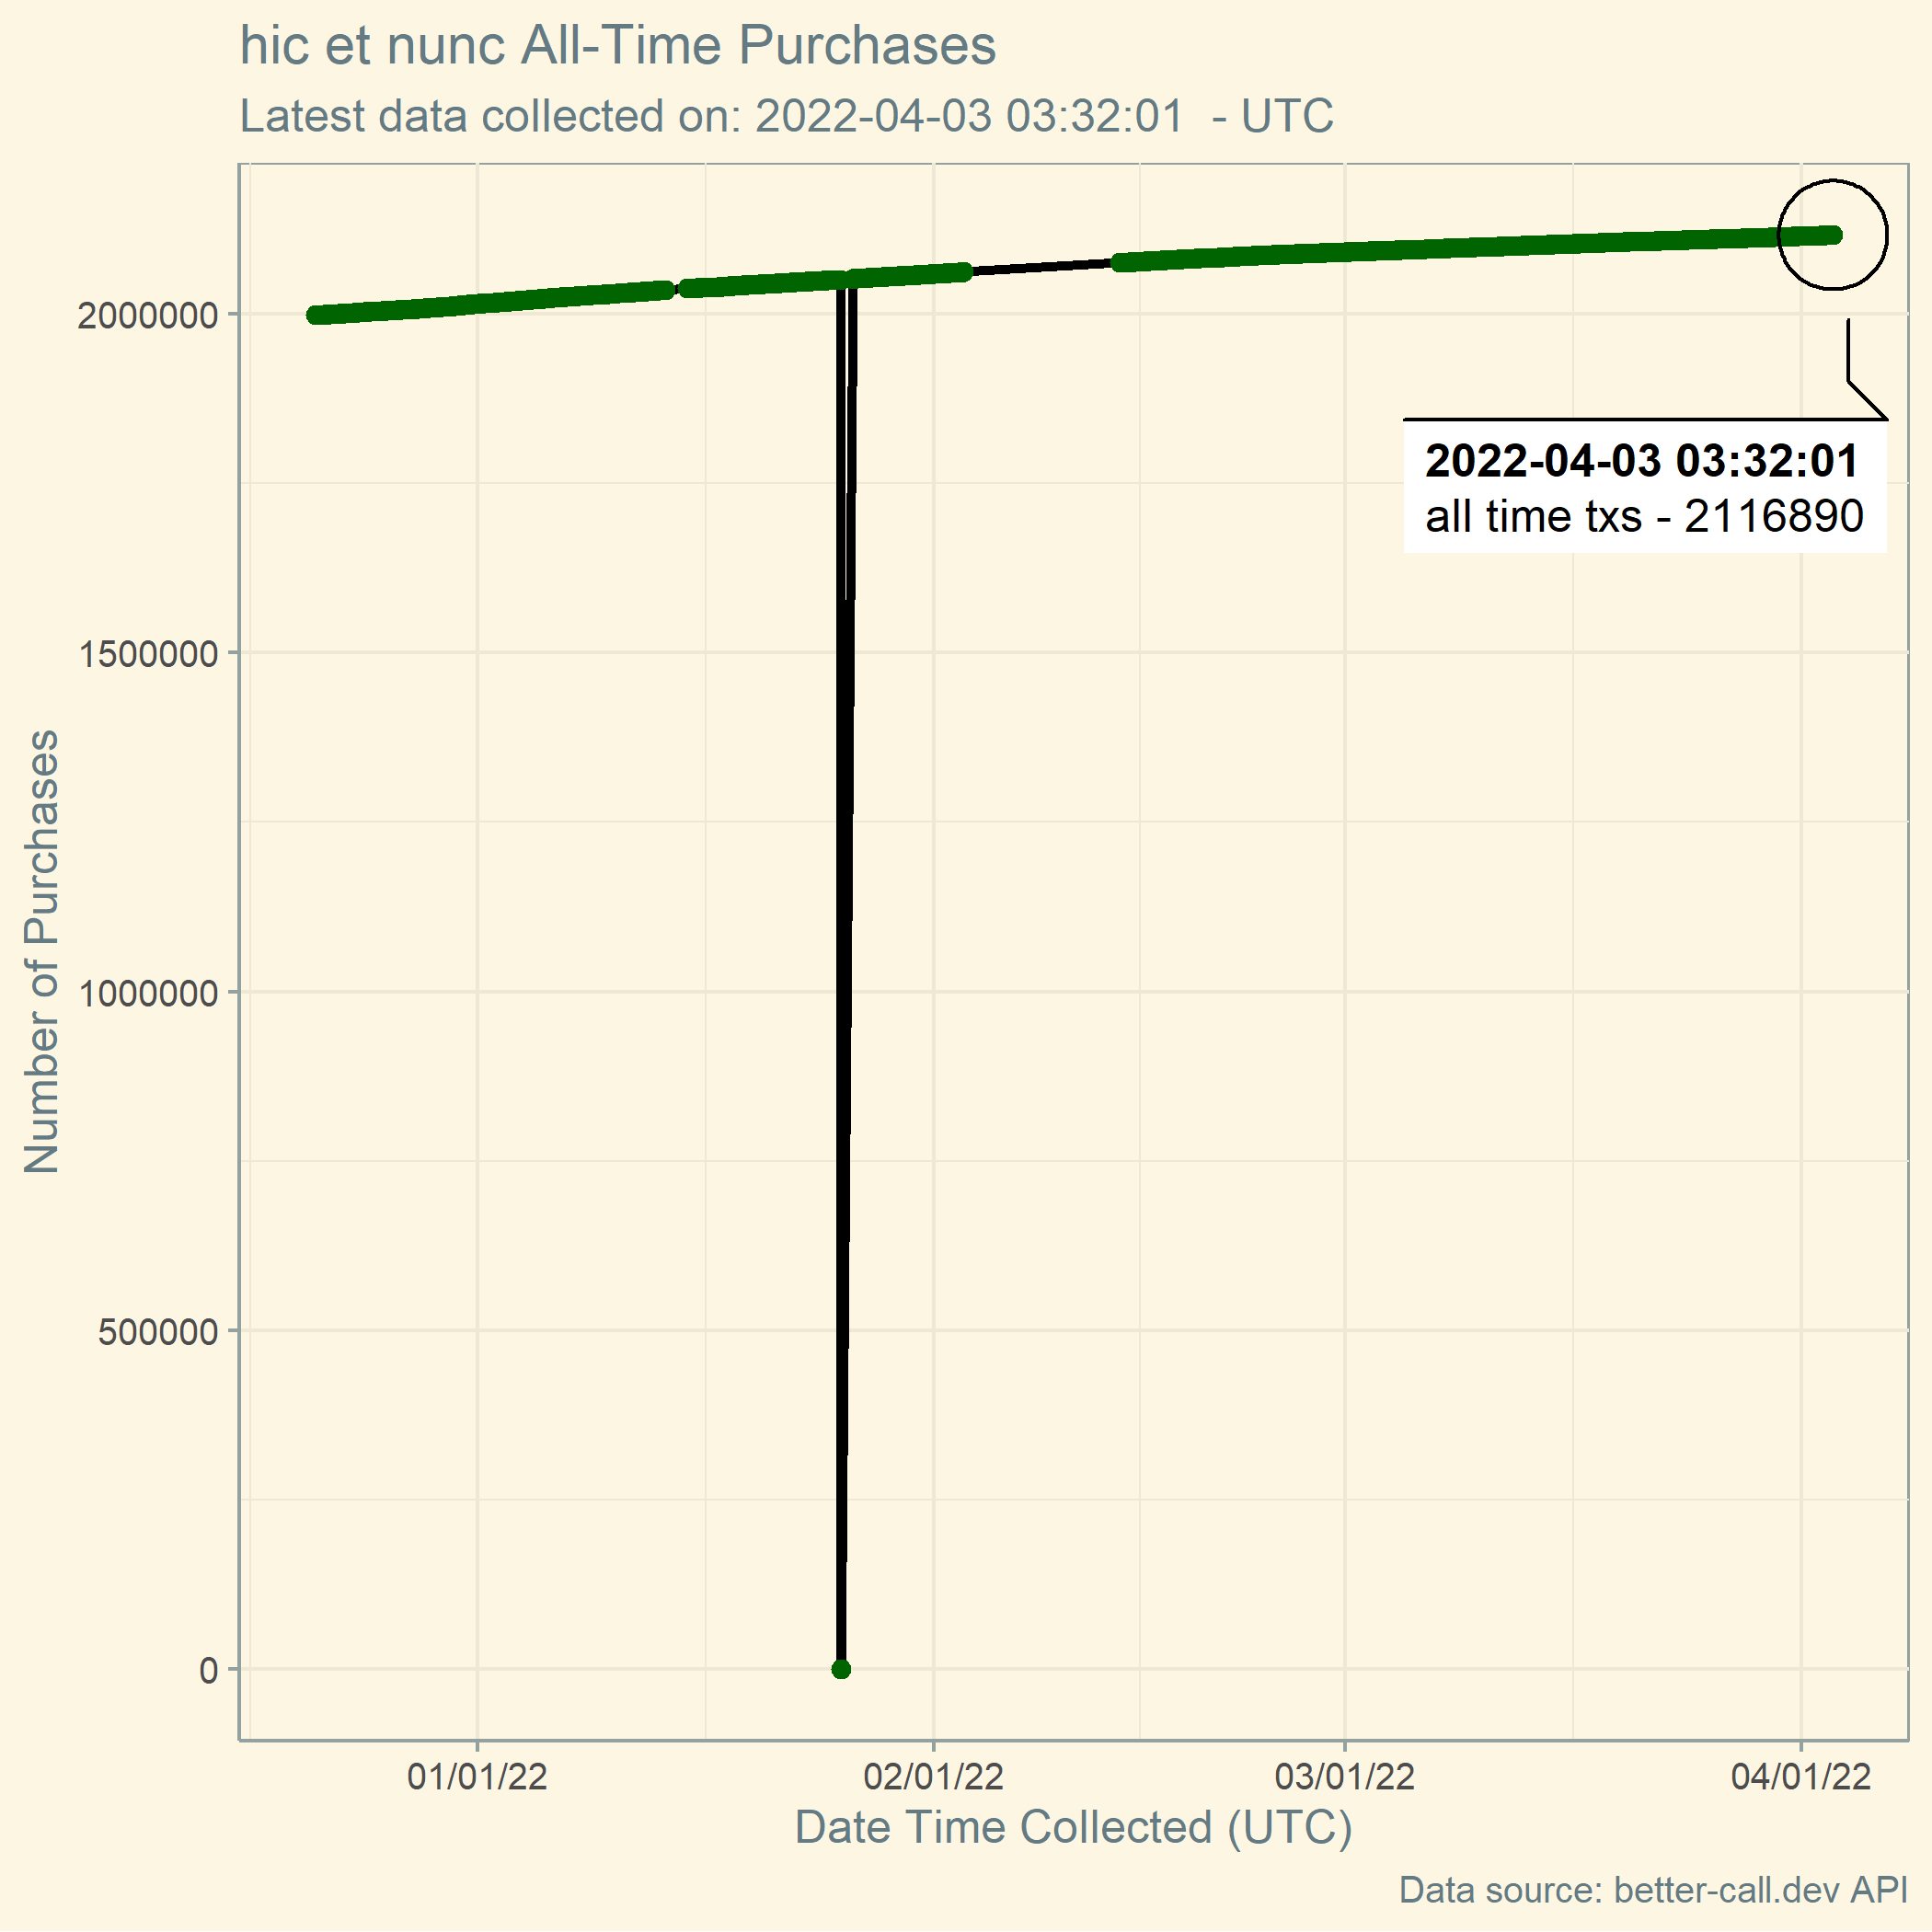 hic et nunc All-Time Purchases
Latest data collected on: 2022-04-03 03:32:01  - UTC
2000000
1500000
1000000
500000
0
Number of Purchases
2022-04-03 03:32:01
all time txs - 2116890
01/01/22
02/01/22
03/01/22
04/01/22
Date Time Collected (UTC)
Data source: better-call.dev API